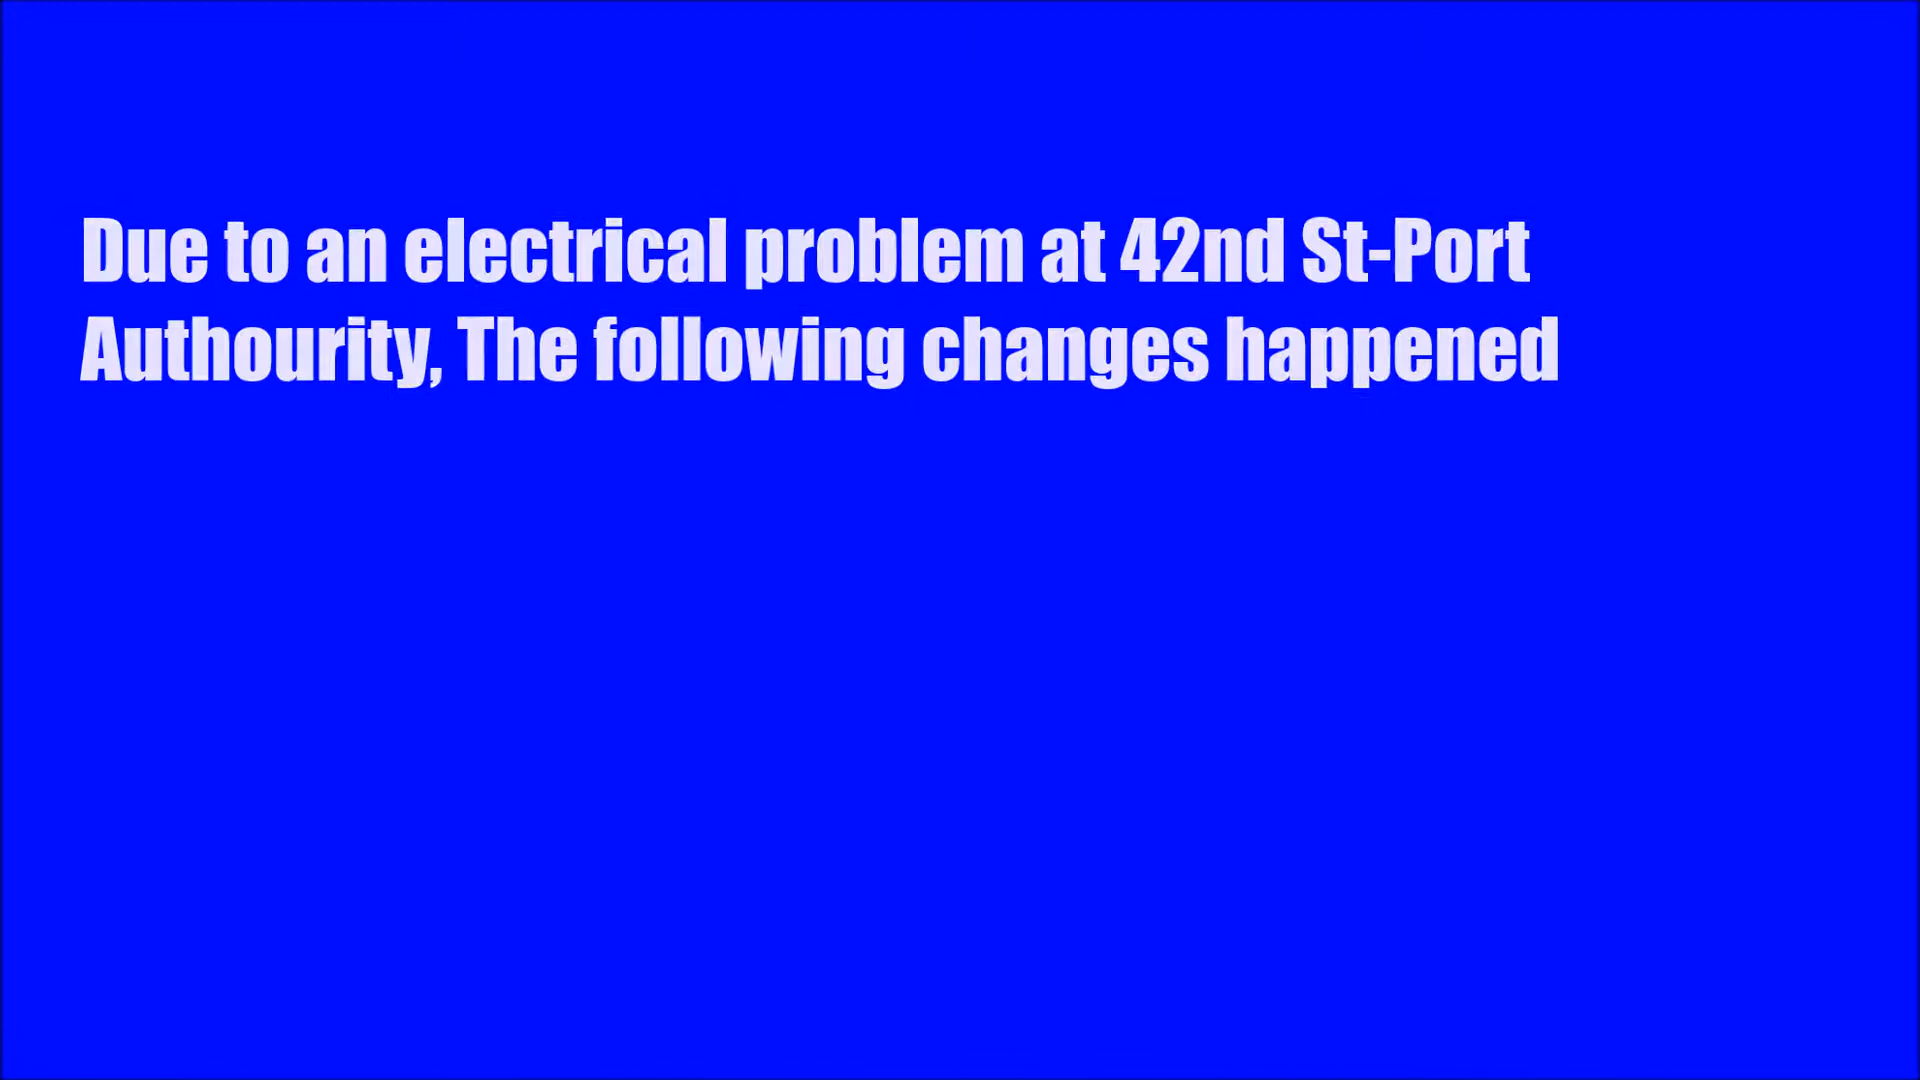 Due to an electrical problem at 42nd St-Port
Authourity, The following changes happened